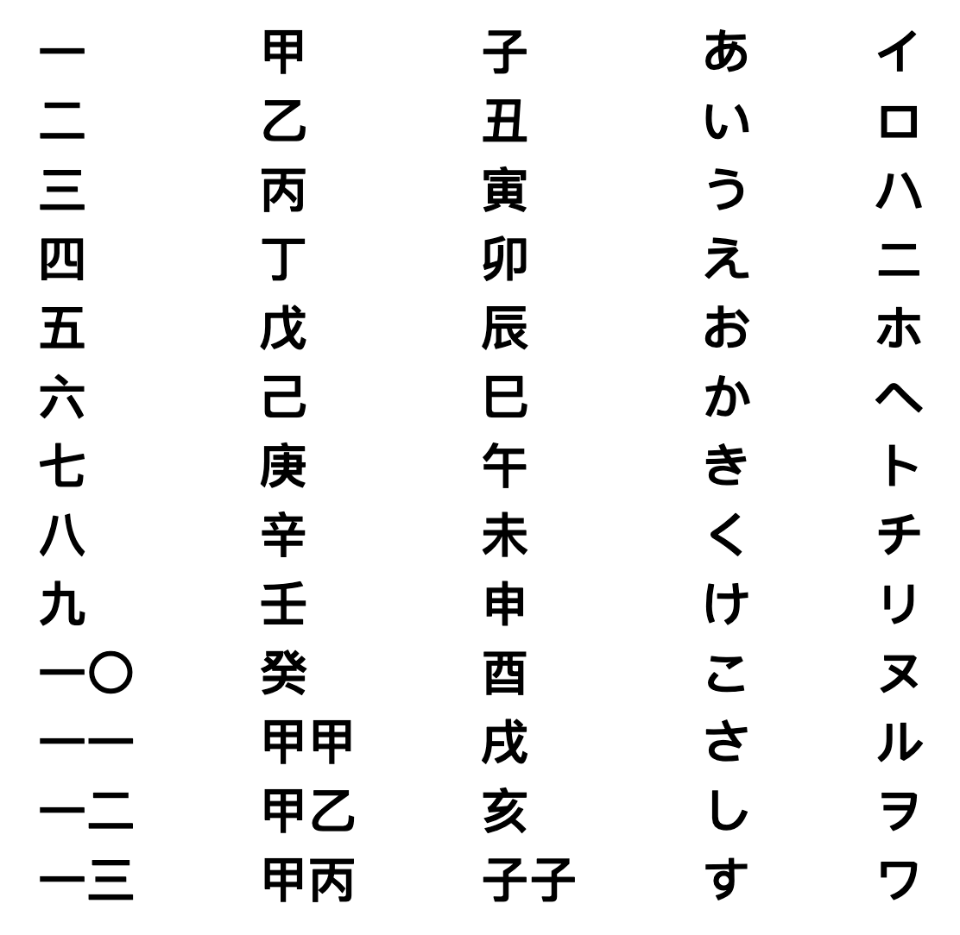 一 甲 子 あ イ
二 乙 丑 い ロ
三 丙 寅 う ハ
四 丁 卯 え ニ
五 戊 辰 お ホ
六 己 巳 か ヘ
七 庚 午 き ト
八 辛 未 く チ
九 壬 申 け リ
一〇 癸 酉 こ ヌ
一一 甲甲 戌 さ ル
一二 甲乙 亥 し ヲ
一三 甲丙 子子 す ワ